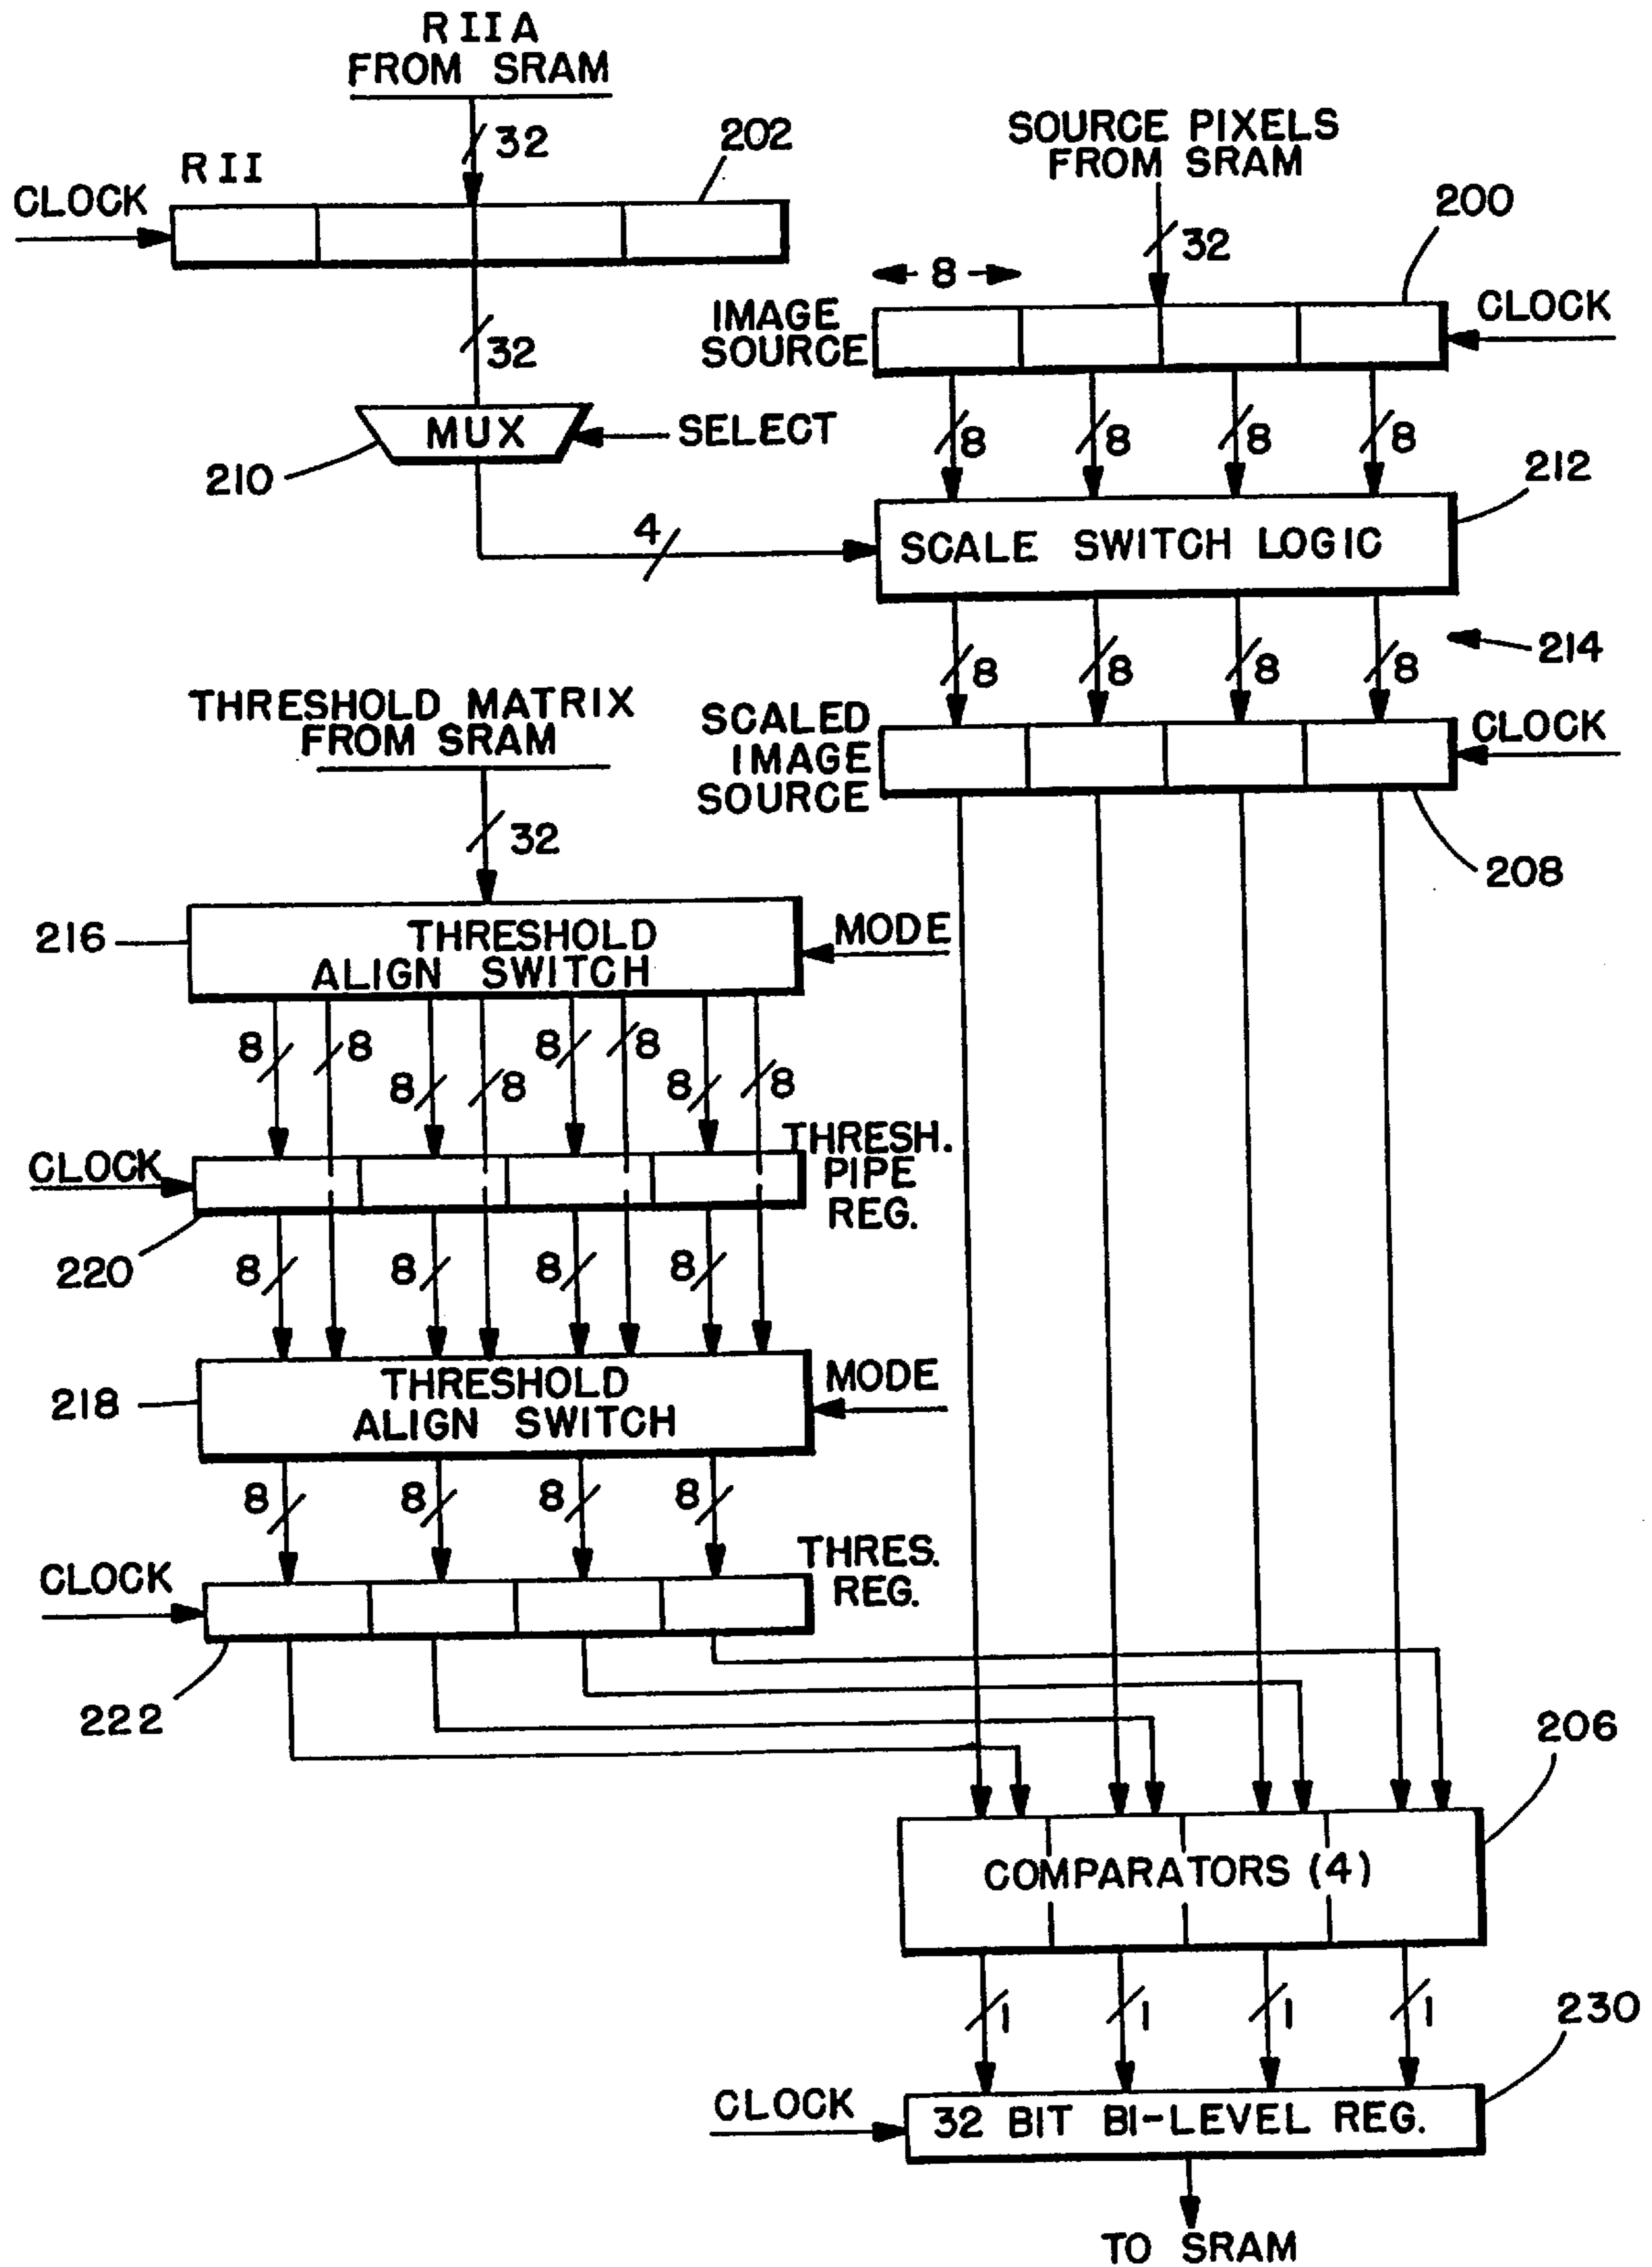 RIIA
FROM SRAM
32
202
SOURCE PIXELS
FROM SRAM
RII
CLOCK
200
32
8
IMAGE
SOURCE
CLOCK
32
MUX
SELECT
8
8
8
8
210
212
4
SCALE SWITCH LOGIC
214
8
8
8
8
THRESHOLD MATRIX
FROM SRAM
SCALED
IMAGE
SOURCE
CLOCK
32
208
216
THRESHOLD
ALIGN SWITCH
MODE
8
8
8
8
8
8
8
8
CLOCK
THRESH.
PIPE
REG.
220
8
8
8
8
218
THRESHOLD
ALIGN SWITCH
MODE
8
8
8
8
CLOCK
THRES.
REG.
222
206
COMPARATORS (4)
1
1
1
1
230
CLOCK
32 BIT BI-LEVEL REG.
TO SRAM